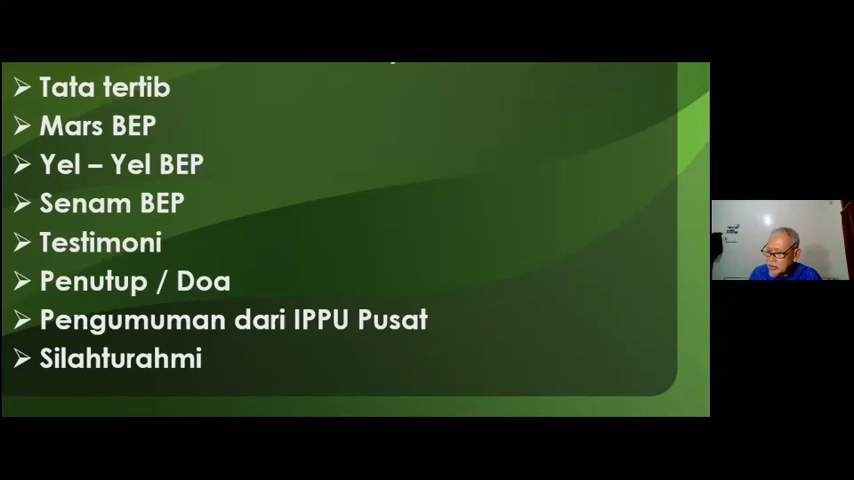 ➢ Tata tertib
➢ Mars BEP
➢ Yel – Yel BEP
➢ Senam BEP
➢ Testimoni
➢ Penutup / Doa
➢ Pengumuman dari IPPU Pusat
➢ Silahturahmi